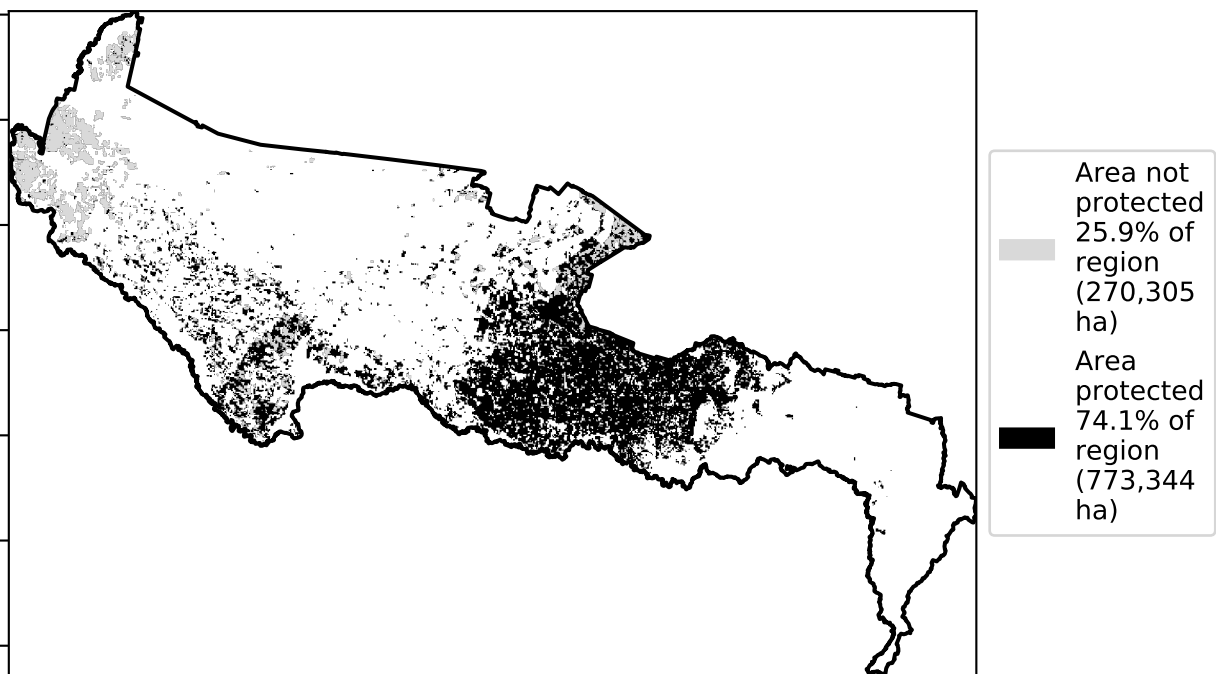 Area not
protected
25.9% of
region
(270,305
ha)
Area
protected
74.1% of
region
(773,344
ha)